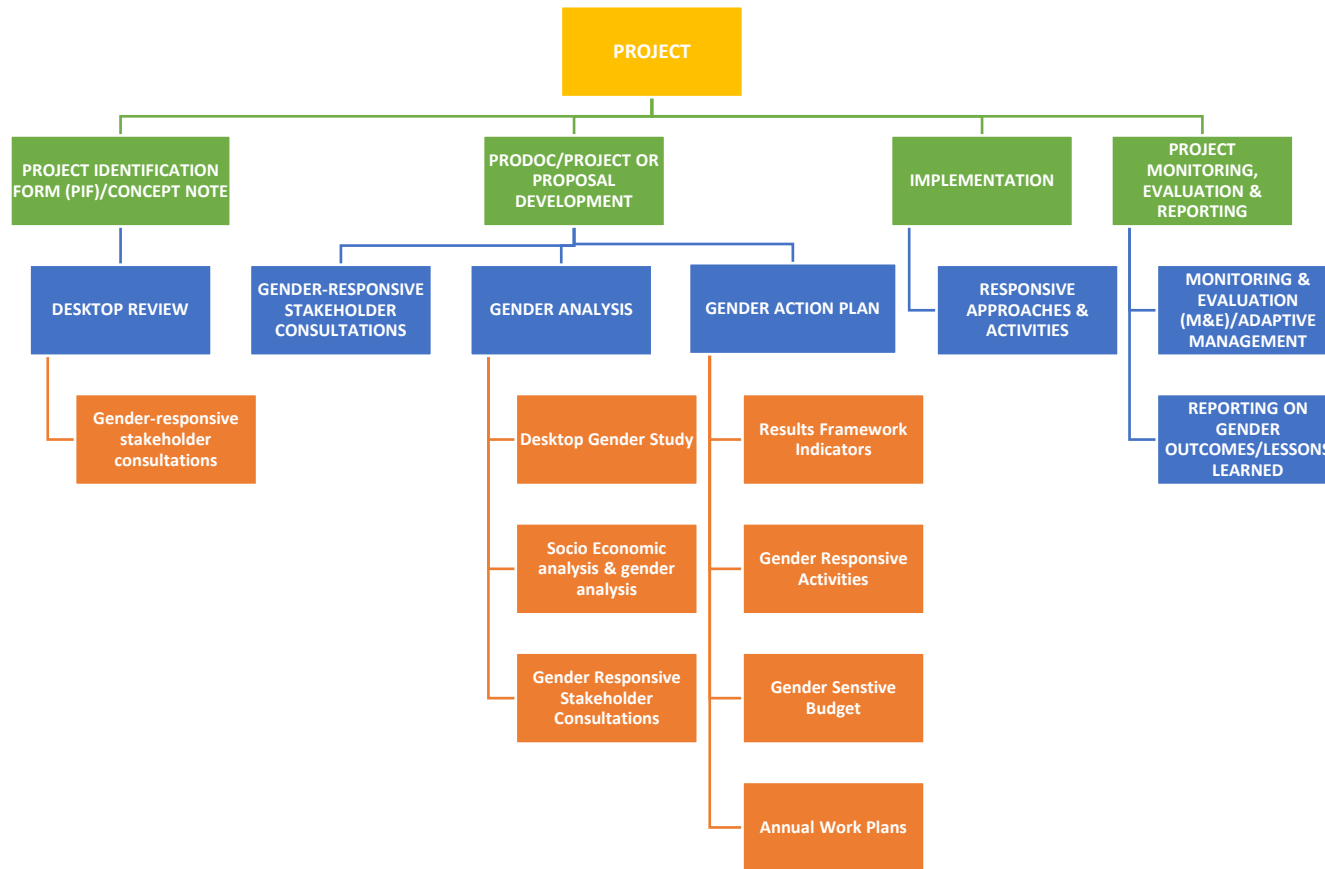 PROJECT
PROJECT IDENTIFICATION
FORM (PIF)/CONCEPT NOTE
PRODOC/PROJECT OR
PROPOSAL
DEVELOPMENT
IMPLEMENTATION
PROJECT
MONITORING,
EVALUATION &
REPORTING
DESKTOP REVIEW
GENDER-RESPONSIVE
STAKEHOLDER
CONSULTATIONS
GENDER ANALYSIS
GENDER ACTION PLAN
RESPONSIVE
APPROACHES &
ACTIVITIES
MONITORING &
EVALUATION
(M&E)/ADAPTIVE
MANAGEMENT
Gender-responsive
stakeholder
consultations
Desktop Gender Study
Results Framework
Indicators
REPORTING ON
GENDER
OUTCOMES/LESSONS
LEARNED
Socio Economic
analysis & gender
analysis
Gender Responsive
Activities
Gender Responsive
Stakeholder
Consultations
Gender Senstive
Budget
Annual Work Plans